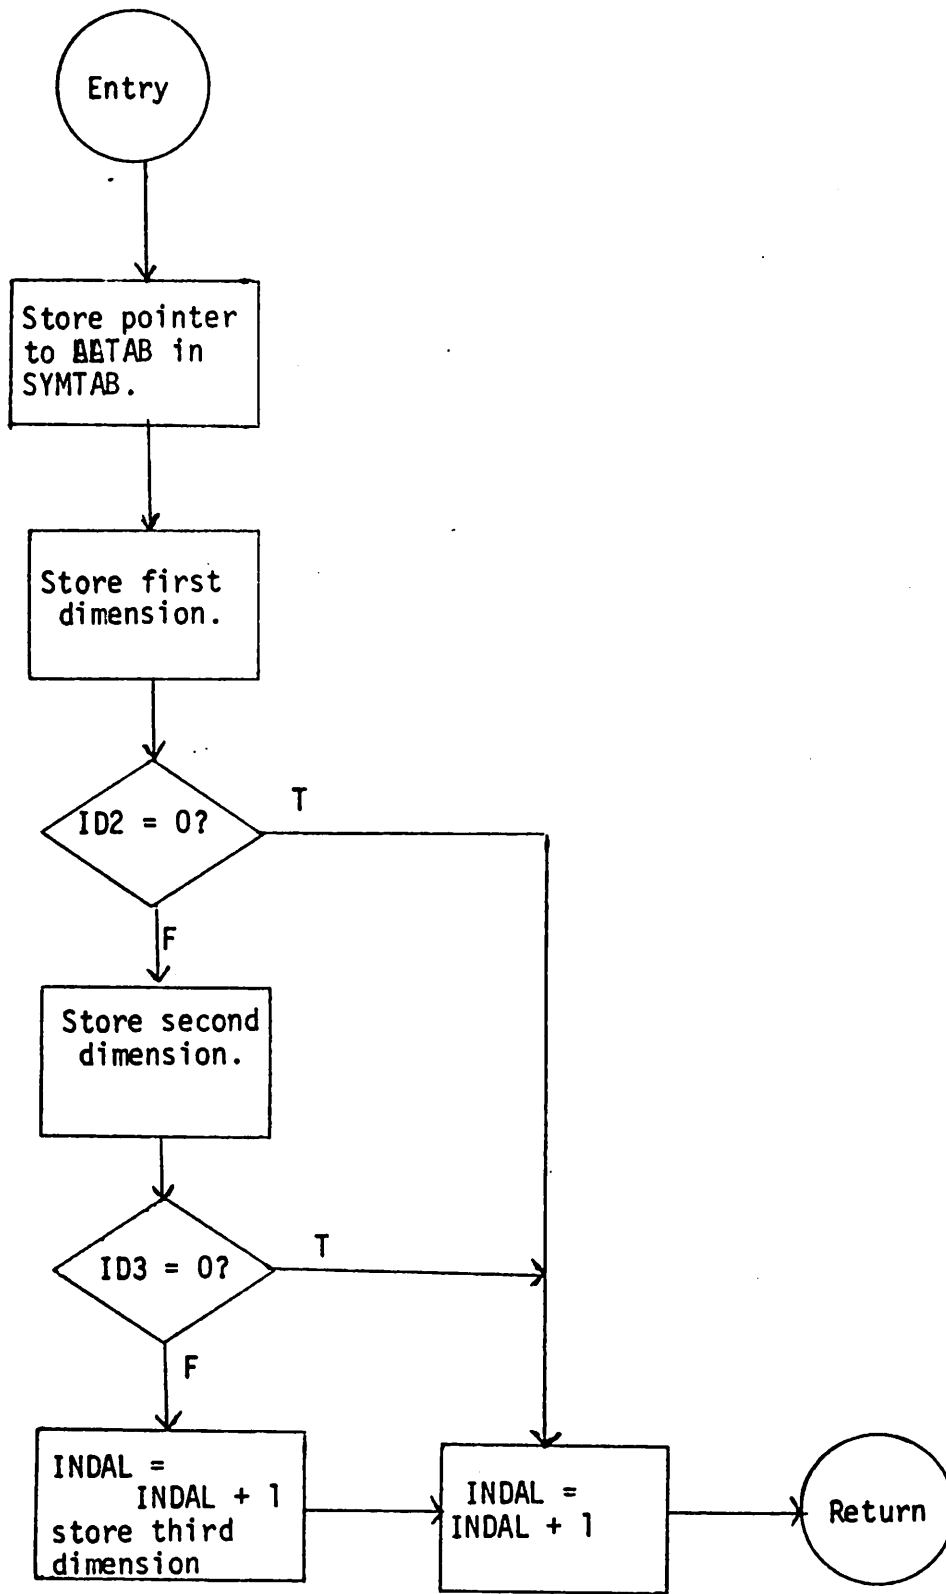 Entry
Store pointer
to TAB in
SYMTAB.
Store first
dimension.
ID2 = 0?
T
F
Store second
dimension.
ID3 = 0?
T
F
INDAL =
INDAL + 1
store third
dimension
INDAL =
INDAL + 1
Return